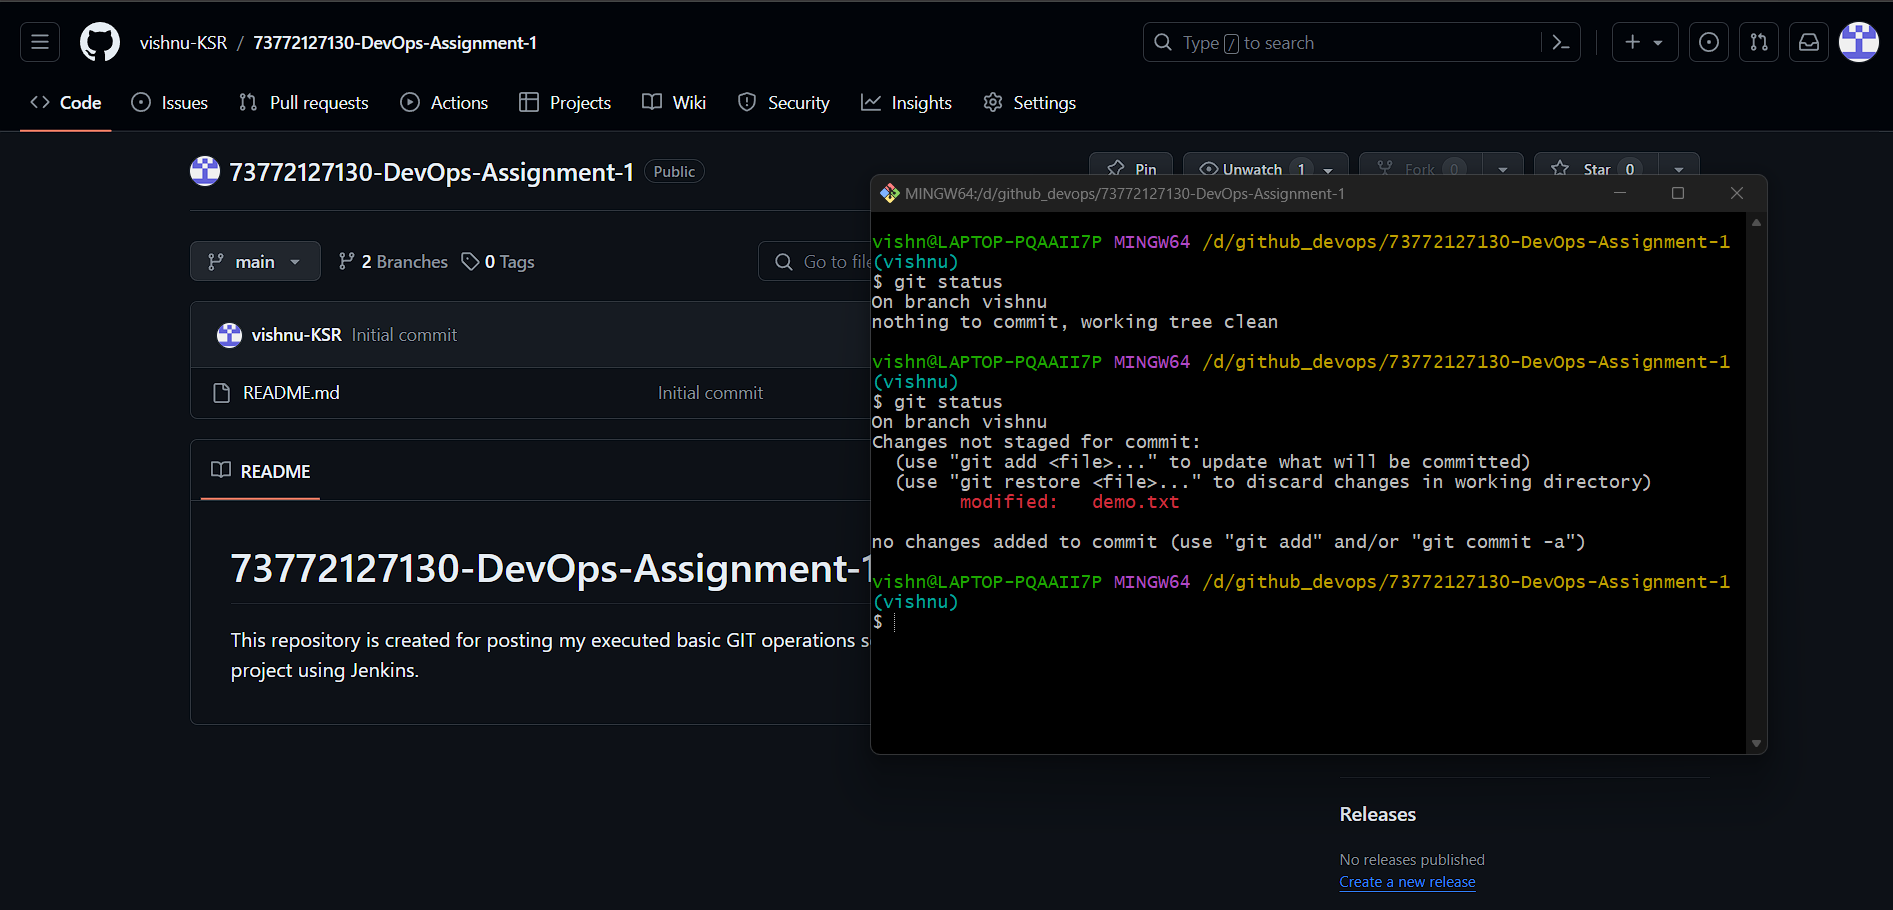 vishnu-KSR / 73772127130-DevOps-Assignment-1
Type / to search
Code Issues Pull requests Actions Projects Wiki Security Insights Settings
73772127130-DevOps-Assignment-1 Public
Pin Unwatch 1 Fork 0 Star 0
main 2 Branches 0 Tags Go to file
vishnu-KSR Initial commit
README.md Initial commit
README
73772127130-DevOps-Assignment-1
This repository is created for posting my executed basic GIT operations
project using Jenkins.
MINGW64:/d/github_devops/73772127130-DevOps-Assignment-1
vishn@LAPTOP-PQAAII7P MINGW64 /d/github_devops/73772127130-DevOps-Assignment-1
(vishnu)
$ git status
On branch vishnu
nothing to commit, working tree clean
vishn@LAPTOP-PQAAII7P MINGW64 /d/github_devops/73772127130-DevOps-Assignment-1
(vishnu)
$ git status
On branch vishnu
Changes not staged for commit:
(use "git add <file>..." to update what will be committed)
(use "git restore <file>..." to discard changes in working directory)
modified: demo.txt
no changes added to commit (use "git add" and/or "git commit -a")
vishn@LAPTOP-PQAAII7P MINGW64 /d/github_devops/73772127130-DevOps-Assignment-1
(vishnu)
$
Releases
No releases published
Create a new release